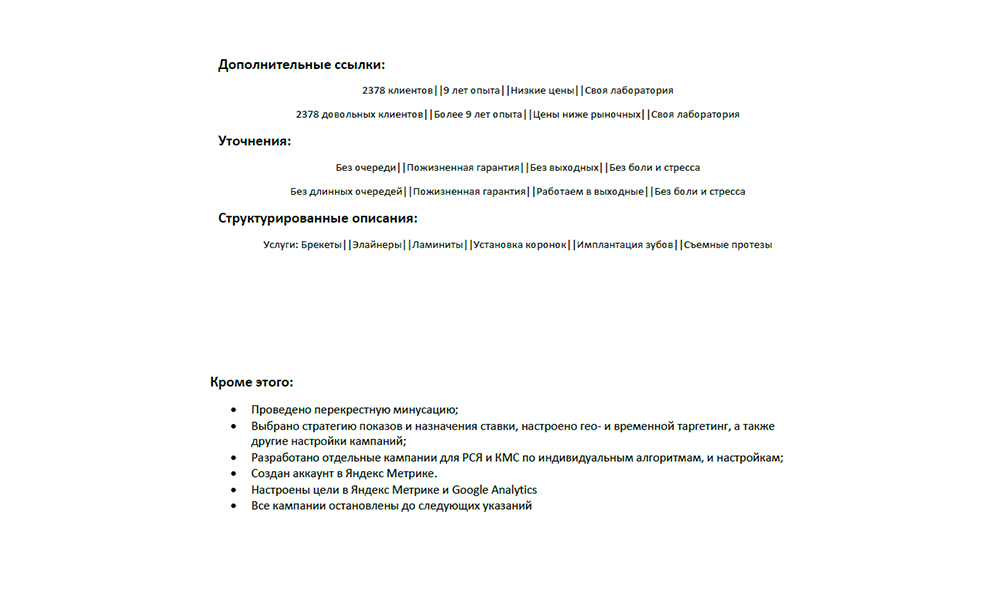 Дополнительные ссылки:
2378 клиентов||9 лет опыта||Низкие цены||Своя лаборатория
2378 довольных клиентов||Более 9 лет опыта||Цены ниже рыночных||Своя лаборатория
Уточнения:
Без очереди||Пожизненная гарантия||Без выходных||Без боли и стресса
Без длинных очередей||Пожизненная гарантия||Работаем в выходные||Без боли и стресса
Структурированные описания:
Услуги: Брекеты||Элайнеры||Ламиниты||Установка коронок||Имплантация зубов||Съемные протезы
Кроме этого:
• Проведено перекрестную минусацию;
• Выбрано стратегию показов и назначения ставки, настроено гео- и временной таргетинг, а также
другие настройки кампаний;
• Разработано отдельные кампании для РСЯ и КМС по индивидуальным алгоритмам, и настройкам;
• Создан аккаунт в Яндекс Метрике.
• Настроены цели в Яндекс Метрике и Google Analytics
• Все кампании остановлены до следующих указаний